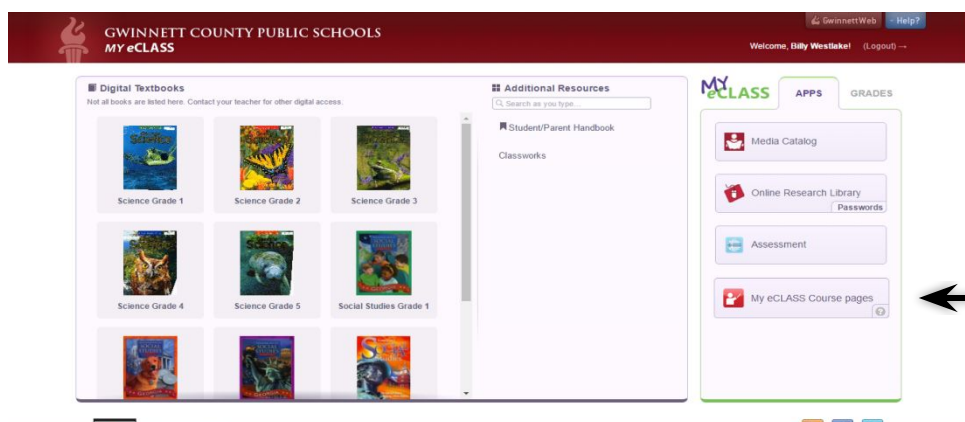 GwinnettWeb
Help?
GWINNETT COUNTY PUBLIC SCHOOLS
MY eCLASS
Welcome, Billy Westlake! (Logout) →
Digital Textbooks
Not all books are listed here. Contact your teacher for other digital access.
Science Grade 1
Science Grade 2
Science Grade 3
Science Grade 4
Science Grade 5
Social Studies Grade 1
Additional Resources
Search as you type...
Student/Parent Handbook
Classworks
MY eCLASS
APPS
GRADES
Media Catalog
Online Research Library
Passwords
Assessment
My eCLASS Course pages